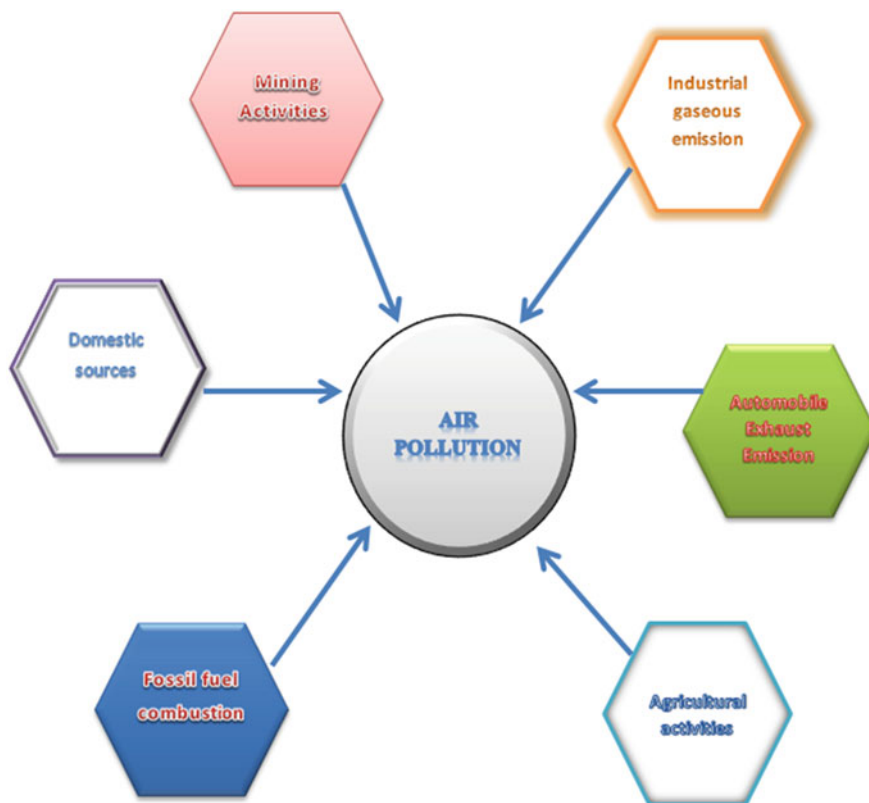 Mining
Activities
Industrial
gaseous
emission
Domestic
sources
AIR
POLLUTION
Automobile
Exhaust
Emission
Fossil fuel
combustion
Agricultural
activities